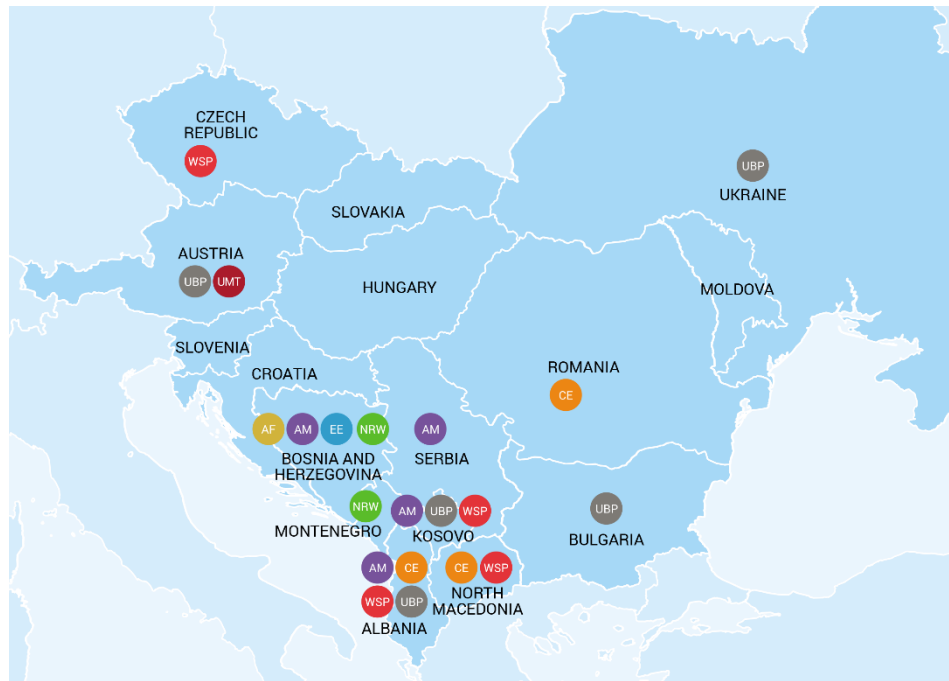 CZECH
REPUBLIC
WSP
UBP
UKRAINE
SLOVAKIA
AUSTRIA
UBP UMT
HUNGARY
MOLDOVA
SLOVENIA
CROATIA
ROMANIA
CE
AF AM EE NRW
BOSNIA AND
HERZEGOVINA
AM
SERBIA
NRW
MONTENEGRO
AM UBP WSP
KOSOVO
UBP
BULGARIA
AM CE
WSP UBP
ALBANIA
CE WSP
NORTH
MACEDONIA